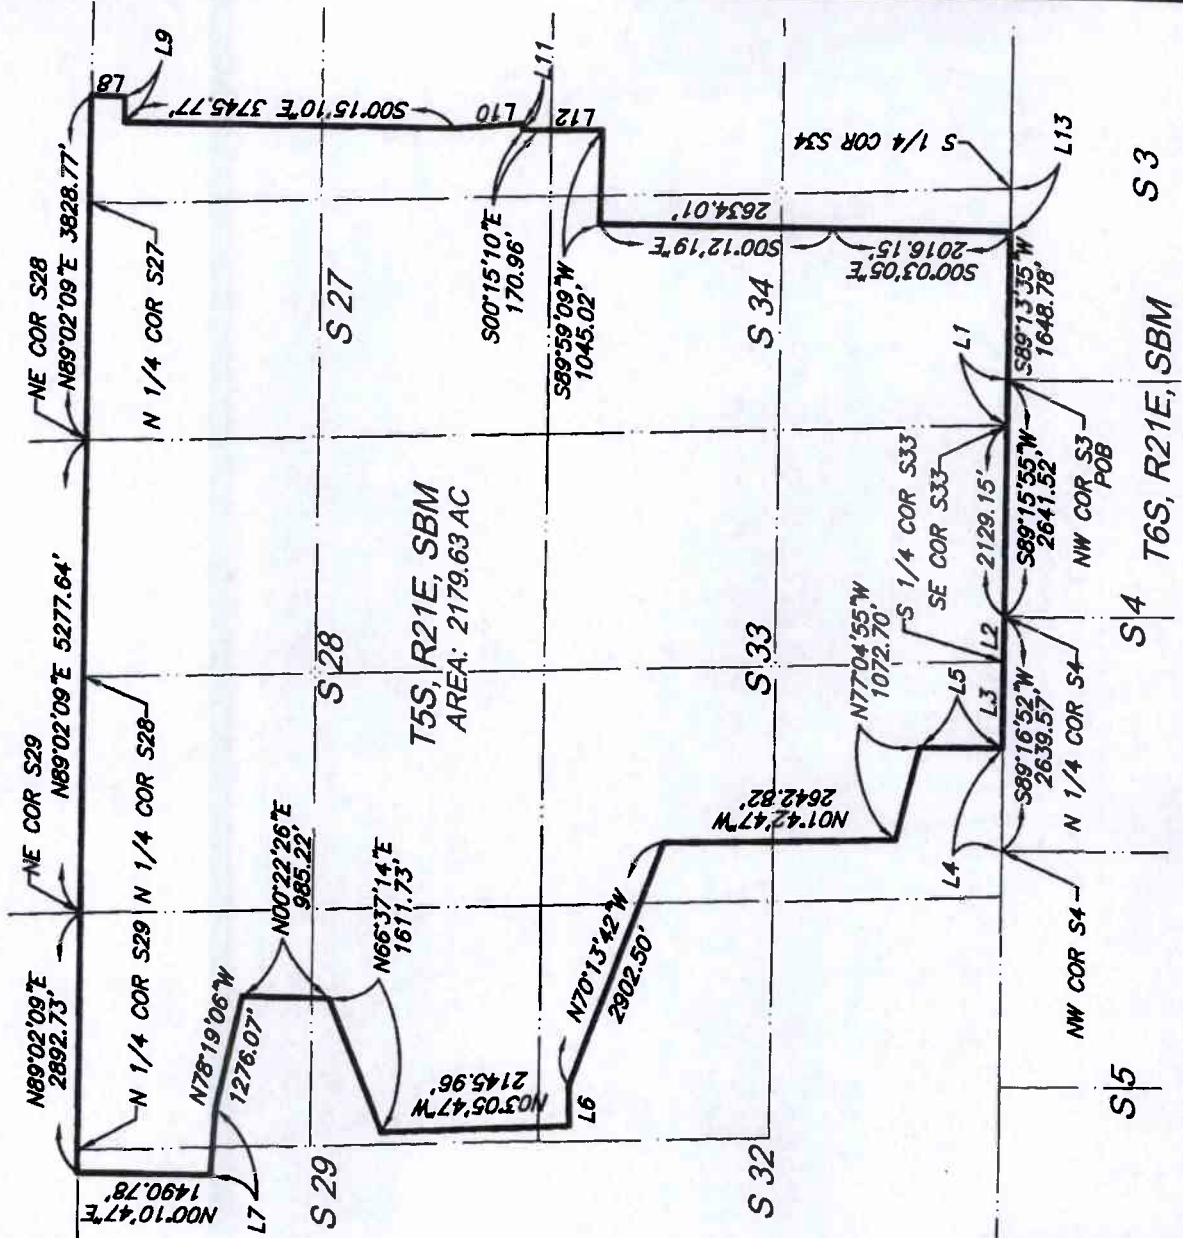 NE COR S29
NE COR S28
N89°02'09"E
2892.73'
N89°02'09"E 5277.64'
N89°02'09"E 3828.77'
L8
L9
N 1/4 COR S29
N 1/4 COR S28
N 1/4 COR S27
N00°10'47"E
1490.78'
L7
N78°19'06"W
1276.07'
N00°22'26"E
985.22'
N66°37'14"E
1611.73'
S 29
S 28
S 27
S00°15'10"E 3745.77'
L10
L11
L12
S00°15'10"E
170.96'
S89°59'09"W
1045.02'
T5S, R21E, SBM
AREA: 2179.63 AC
N03°05'47"W
2145.96'
L6
N70°13'42"W
2902.50'
N01°42'47"W
2642.82'
N77°04'55"W
1072.70'
S 32
S 33
S 34
S00°12'19"E
2634.01'
S00°03'05"E
2016.15'
S 1/4 COR S34
L13
S 1/4 COR S33
SE COR S33
L1
L2
L3
L4
L5
2129.15'
S89°16'52"W
2639.57'
S89°15'55"W
2641.52'
S89°13'35"W
1648.78'
NW COR S4
N 1/4 COR S4
NW COR S3
POB
S 5
S 4
S 3
T6S, R21E, SBM